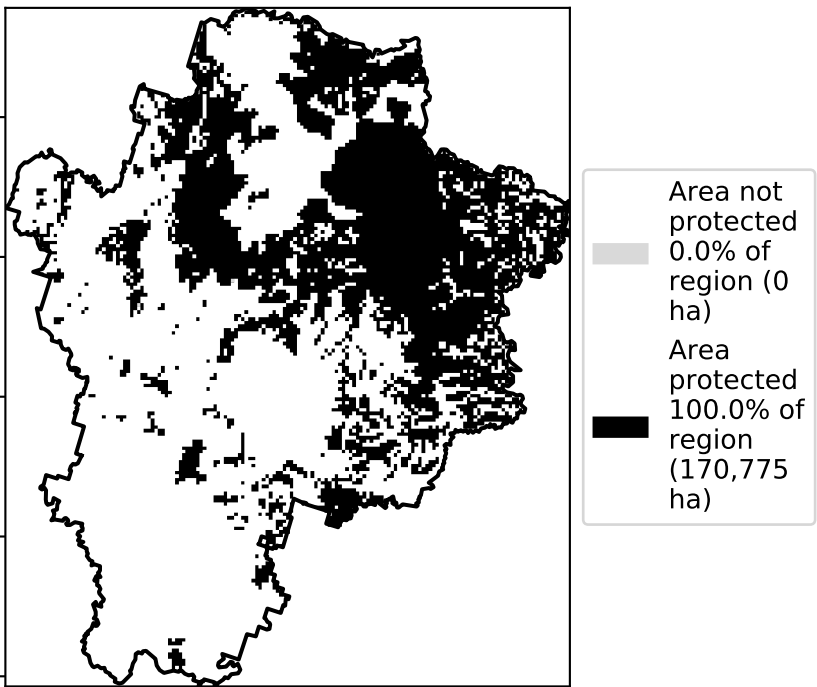 Area not
protected
0.0% of
region (0
ha)
Area
protected
100.0% of
region
(170,775
ha)